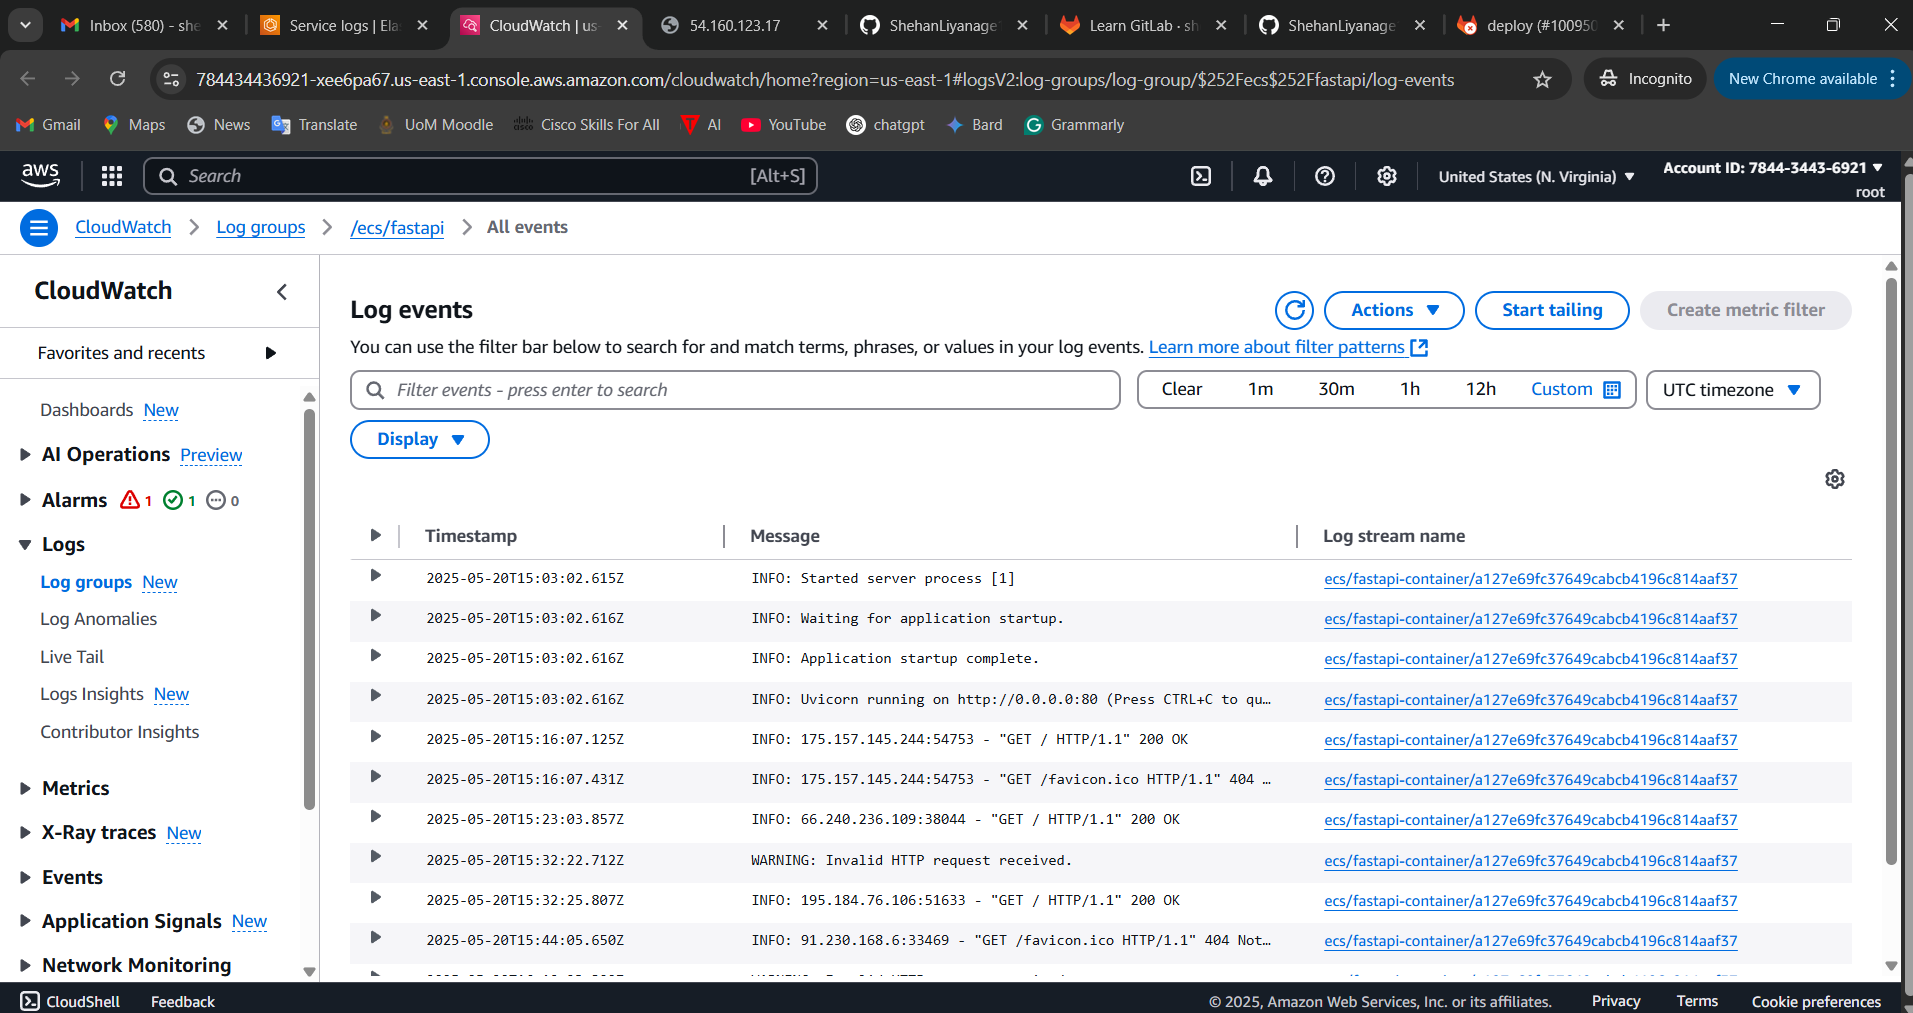 Inbox (580) - she
Service logs | Ela
CloudWatch | us-
54.160.123.17
ShehanLiyanage
Learn GitLab · sh
ShehanLiyanage
deploy (#100950
784434436921-xee6pa67.us-east-1.console.aws.amazon.com/cloudwatch/home?region=us-east-1#logsV2:log-groups/log-group/$252Fecs$252Ffastapi/log-events
Incognito
New Chrome available
Gmail
Maps
News
Translate
UoM Moodle
Cisco Skills For All
AI
YouTube
chatgpt
Bard
Grammarly
aws
Search
[Alt+S]
United States (N. Virginia)
Account ID: 7844-3443-6921
root
CloudWatch
Log groups
/ecs/fastapi
All events
CloudWatch
Favorites and recents
Dashboards New
AI Operations Preview
Alarms 1 1 0
Logs
Log groups New
Log Anomalies
Live Tail
Logs Insights New
Contributor Insights
Metrics
X-Ray traces New
Events
Application Signals New
Network Monitoring
Log events
Actions
Start tailing
Create metric filter
You can use the filter bar below to search for and match terms, phrases, or values in your log events. Learn more about filter patterns
Filter events - press enter to search
Clear 1m 30m 1h 12h Custom
UTC timezone
Display
Timestamp Message Log stream name
2025-05-20T15:03:02.615Z INFO: Started server process [1] ecs/fastapi-container/a127e69fc37649cabcb4196c814aaf37
2025-05-20T15:03:02.616Z INFO: Waiting for application startup. ecs/fastapi-container/a127e69fc37649cabcb4196c814aaf37
2025-05-20T15:03:02.616Z INFO: Application startup complete. ecs/fastapi-container/a127e69fc37649cabcb4196c814aaf37
2025-05-20T15:03:02.616Z INFO: Uvicorn running on http://0.0.0.0:80 (Press CTRL+C to qu… ecs/fastapi-container/a127e69fc37649cabcb4196c814aaf37
2025-05-20T15:16:07.125Z INFO: 175.157.145.244:54753 - "GET / HTTP/1.1" 200 OK ecs/fastapi-container/a127e69fc37649cabcb4196c814aaf37
2025-05-20T15:16:07.431Z INFO: 175.157.145.244:54753 - "GET /favicon.ico HTTP/1.1" 404 … ecs/fastapi-container/a127e69fc37649cabcb4196c814aaf37
2025-05-20T15:23:03.857Z INFO: 66.240.236.109:38044 - "GET / HTTP/1.1" 200 OK ecs/fastapi-container/a127e69fc37649cabcb4196c814aaf37
2025-05-20T15:32:22.712Z WARNING: Invalid HTTP request received. ecs/fastapi-container/a127e69fc37649cabcb4196c814aaf37
2025-05-20T15:32:25.807Z INFO: 195.184.76.106:51633 - "GET / HTTP/1.1" 200 OK ecs/fastapi-container/a127e69fc37649cabcb4196c814aaf37
2025-05-20T15:44:05.650Z INFO: 91.230.168.6:33469 - "GET /favicon.ico HTTP/1.1" 404 Not… ecs/fastapi-container/a127e69fc37649cabcb4196c814aaf37
CloudShell
Feedback
© 2025, Amazon Web Services, Inc. or its affiliates.
Privacy
Terms
Cookie preferences